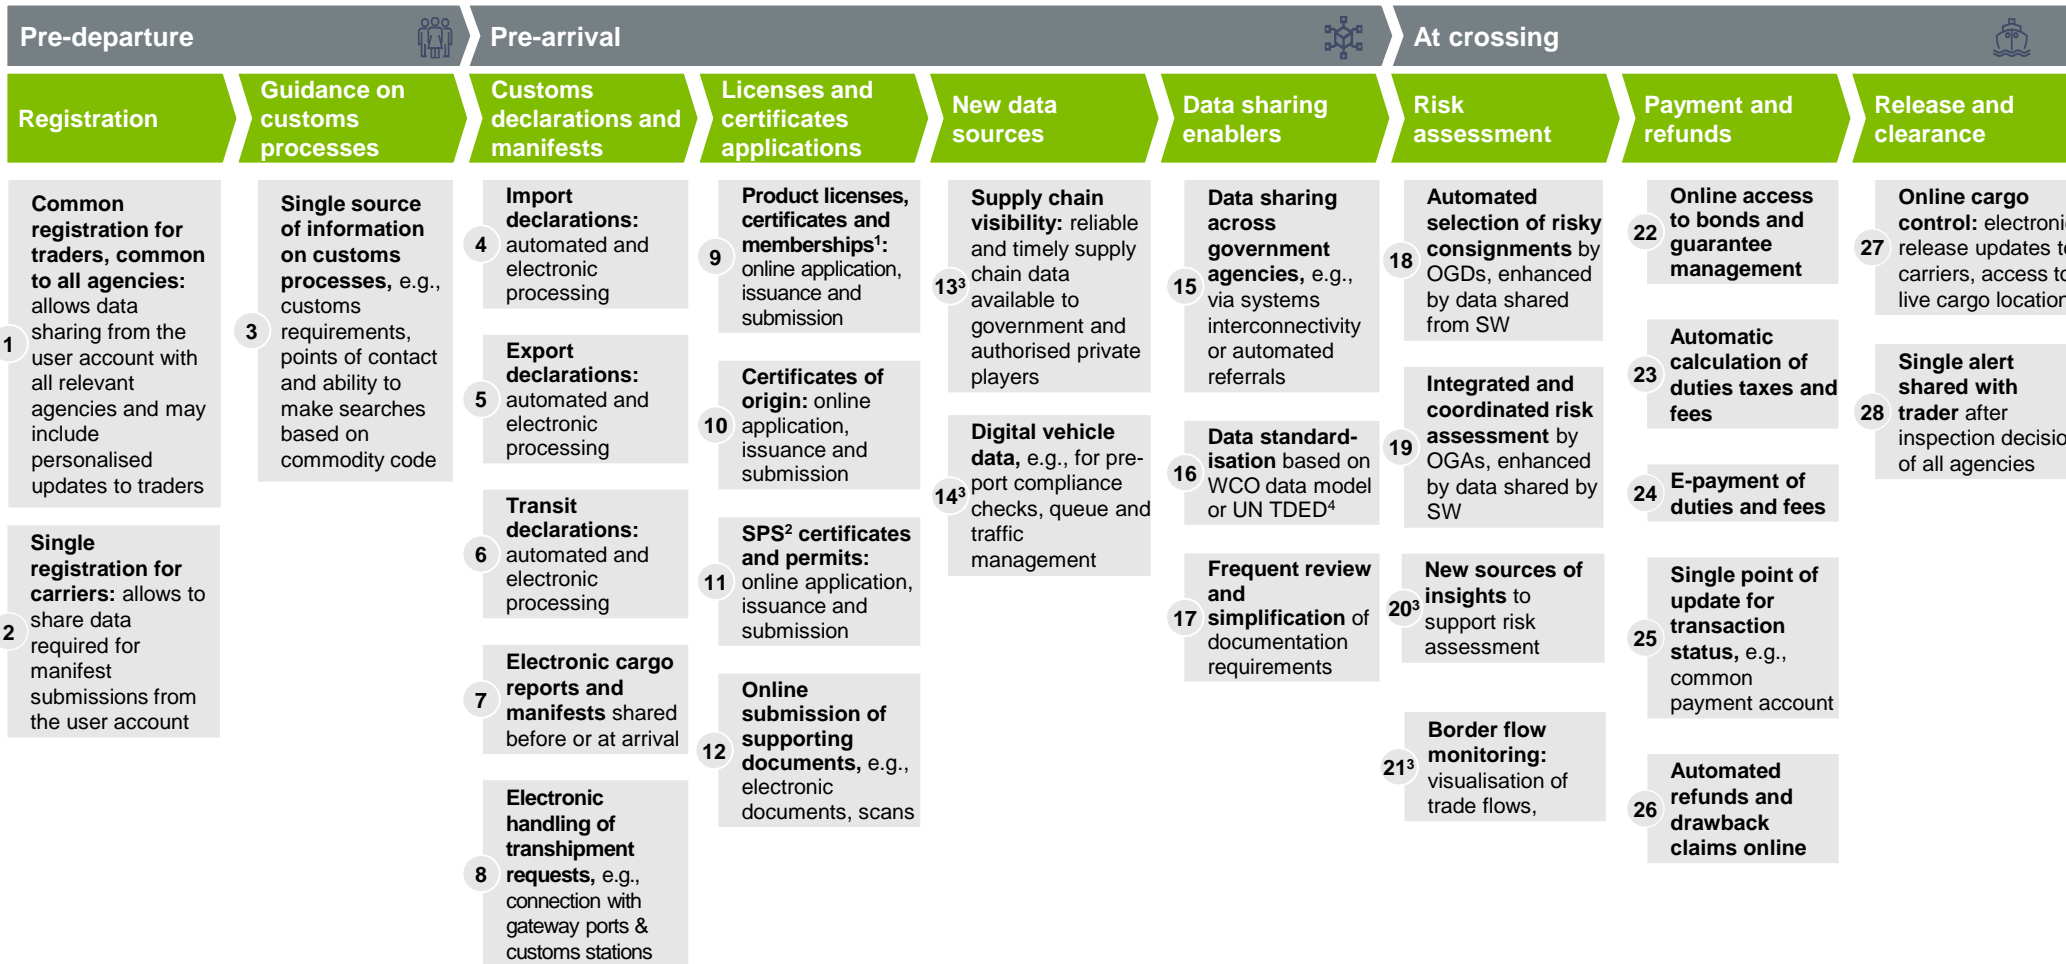 Pre-departure
Pre-arrival
At crossing
Registration
Guidance on
customs
processes
Customs
declarations and
manifests
Licenses and
certificates
applications
New data
sources
Data sharing
enablers
Risk
assessment
Payment and
refunds
Release and
clearance
1
Common
registration for
traders, common
to all agencies:
allows data
sharing from the
user account with
all relevant
agencies and may
include
personalised
updates to traders
2
Single
registration for
carriers: allows to
share data
required for
manifest
submissions from
the user account
3
Single source
of information
on customs
processes, e.g.,
customs
requirements,
points of contact
and ability to
make searches
based on
commodity code
4
Import
declarations:
automated and
electronic
processing
5
Export
declarations:
automated and
electronic
processing
6
Transit
declarations:
automated and
electronic
processing
7
Electronic cargo
reports and
manifests shared
before or at arrival
8
Electronic
handling of
transhipment
requests, e.g.,
connection with
gateway ports &
customs stations
9
Product licenses,
certificates and
memberships¹:
online application,
issuance and
submission
10
Certificates of
origin: online
application,
issuance and
submission
11
SPS² certificates
and permits:
online application,
issuance and
submission
12
Online
submission of
supporting
documents, e.g.,
electronic
documents, scans
13³
Supply chain
visibility: reliable
and timely supply
chain data
available to
government and
authorised private
players
14³
Digital vehicle
data, e.g., for pre-
port compliance
checks, queue and
traffic
management
15
Data sharing
across
government
agencies, e.g.,
via systems
interconnectivity
or automated
referrals
16
Data standard-
isation based on
WCO data model
or UN TDED⁴
17
Frequent review
and
simplification of
documentation
requirements
18
Automated
selection of risky
consignments by
OGDs, enhanced
by data shared
from SW
19
Integrated and
coordinated risk
assessment by
OGAs, enhanced
by data shared by
SW
20³
New sources of
insights to
support risk
assessment
21³
Border flow
monitoring:
visualisation of
trade flows,
22
Online access
to bonds and
guarantee
management
23
Automatic
calculation of
duties taxes and
fees
24
E-payment of
duties and fees
25
Single point of
update for
transaction
status, e.g.,
common
payment account
26
Automated
refunds and
drawback
claims online
27
Online cargo
control: electronic
release updates to
carriers, access to
live cargo location
28
Single alert
shared with
trader after
inspection decisio
of all agencies